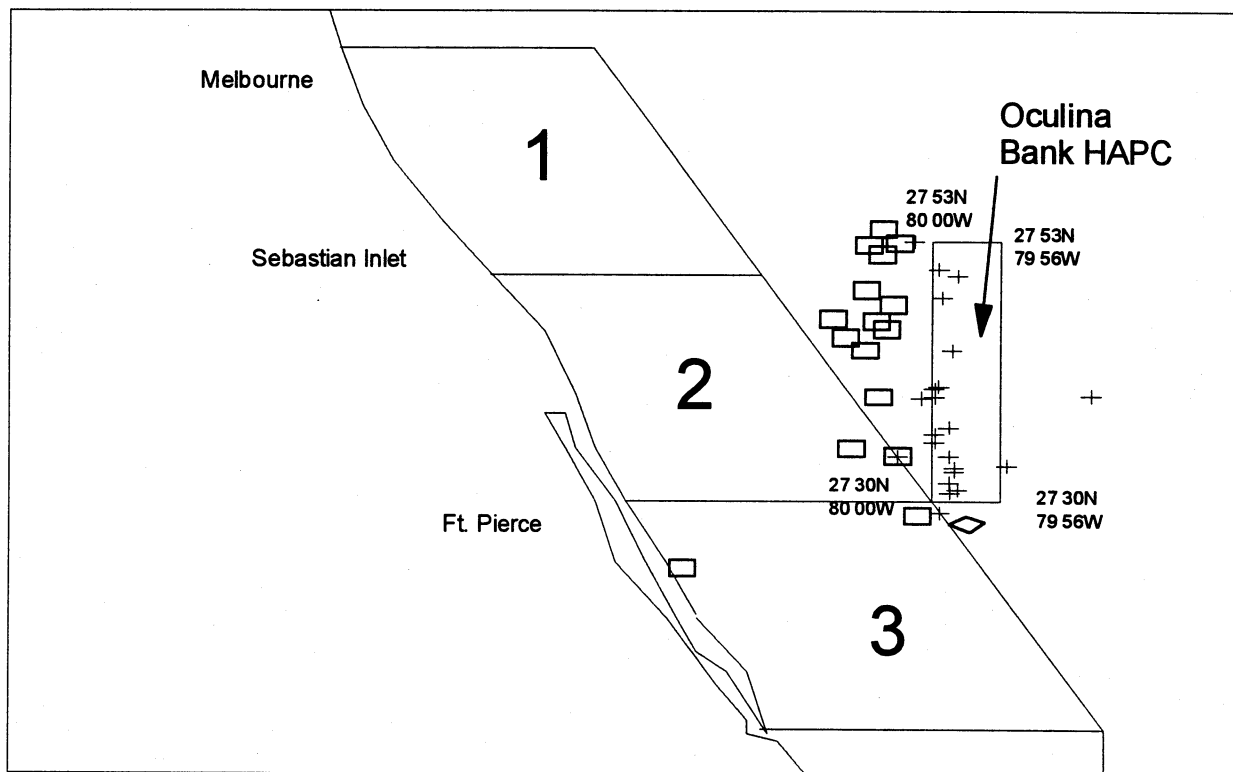 Melbourne
1
Oculina
Bank HAPC
27 53N
80 00W
27 53N
79 56W
Sebastian Inlet
2
27 30N
80 00W
27 30N
79 56W
Ft. Pierce
3